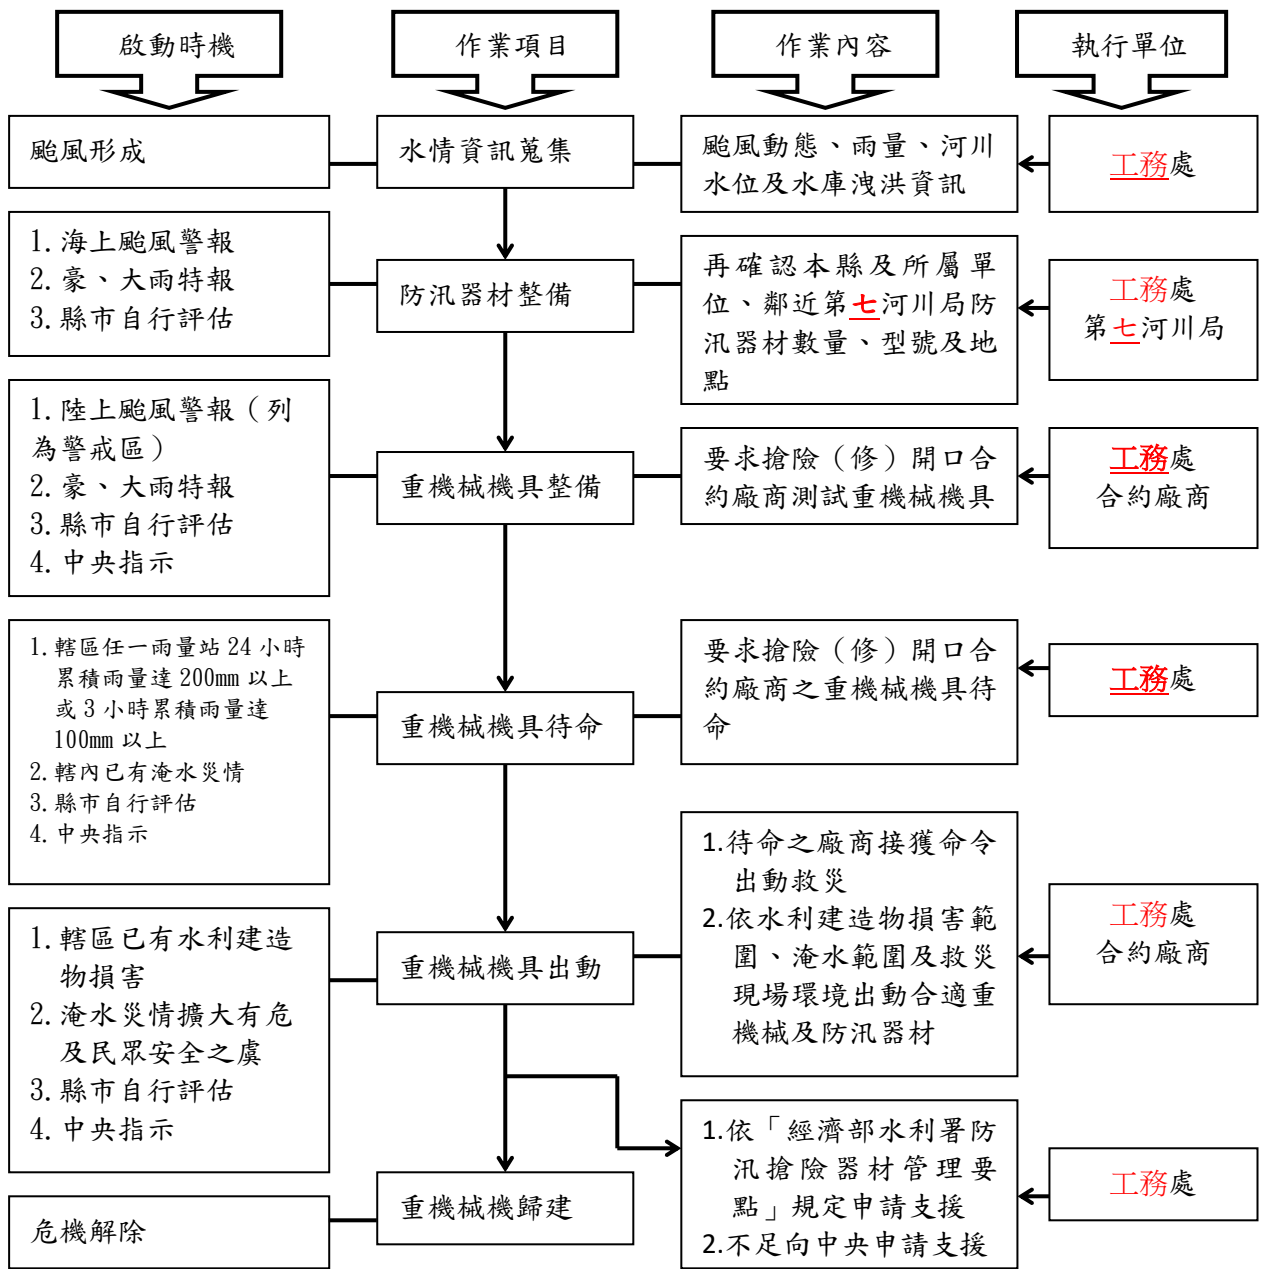 啟動時機
作業項目
作業內容
執行單位
颱風形成
水情資訊蒐集
颱風動態、雨量、河川
水位及水庫洩洪資訊
工務處
1.海上颱風警報
2.豪、大雨特報
3.縣市自行評估
防汛器材整備
再確認本縣及所屬單
位、鄰近第七河川局防
汛器材數量、型號及地
點
工務處
第七河川局
1.陸上颱風警報（列
為警戒區）
2.豪、大雨特報
3.縣市自行評估
4.中央指示
重機械機具整備
要求搶險（修）開口合
約廠商測試重機械機具
工務處
合約廠商
1.轄區任一雨量站 24 小時
累積雨量達 200mm 以上
或 3 小時累積雨量達
100mm 以上
2.轄內已有淹水災情
3.縣市自行評估
4.中央指示
重機械機具待命
要求搶險（修）開口合
約廠商之重機械機具待
命
工務處
1.轄區已有水利建造
物損害
2.淹水災情擴大有危
及民眾安全之虞
3.縣市自行評估
4.中央指示
重機械機具出動
1.待命之廠商接獲命令
出動救災
2.依水利建造物損害範
圍、淹水範圍及救災
現場環境出動合適重
機械及防汛器材
工務處
合約廠商
危機解除
重機械機歸建
1.依「經濟部水利署防
汛搶險器材管理要
點」規定申請支援
2.不足向中央申請支援
工務處